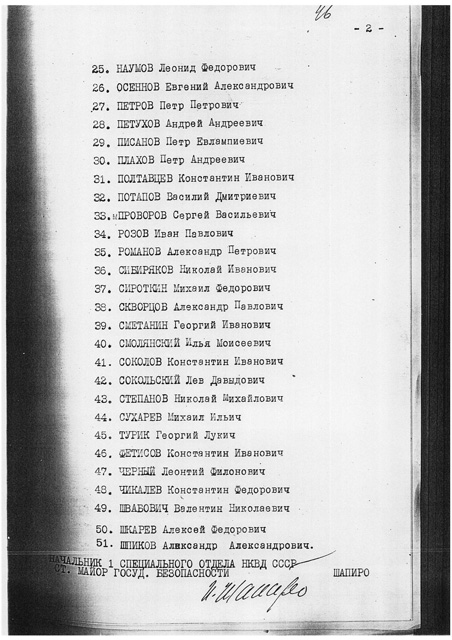 46
- 2 -
25. НАУМОВ Леонид Федорович
26. ОСЕННОВ Евгений Александрович
27. ПЕТРОВ Петр Петрович
28. ПЕТУХОВ Андрей Андреевич
29. ПИСАНОВ Петр Евлампиевич
30. ПЛАХОВ Петр Андреевич
31. ПОЛТАВЦЕВ Константин Иванович
32. ПОТАПОВ Василий Дмитриевич
33. ПРОВОРОВ Сергей Васильевич
34. РОЗОВ Иван Павлович
35. РОМАНОВ Александр Петрович
36. СИБИРЯКОВ Николай Иванович
37. СИРОТКИН Михаил Федорович
38. СКВОРЦОВ Александр Павлович
39. СМЕТАНИН Георгий Иванович
40. СМОЛЯНСКИЙ Илья Моисеевич
41. СОКОЛОВ Константин Иванович
42. СОКОЛЬСКИЙ Лев Давыдович
43. СТЕПАНОВ Николай Михайлович
44. СУХАРЕВ Михаил Ильич
45. ТУРИК Георгий Лукич
46. ФЕТИСОВ Константин Иванович
47. ЧЕРНЫЙ Леонтий Филонович
48. ЧИКАЛЕВ Константин Федорович
49. ШВАБОВИЧ Валентин Николаевич
50. ШКАРЕВ Алексей Федорович
51. ШПИКОВ Александр Александрович.
НАЧАЛЬНИК 1 СПЕЦИАЛЬНОГО ОТДЕЛА НКВД СССР
СТ. МАЙОР ГОСУД. БЕЗОПАСНОСТИ ШАПИРО
И. Шапиро